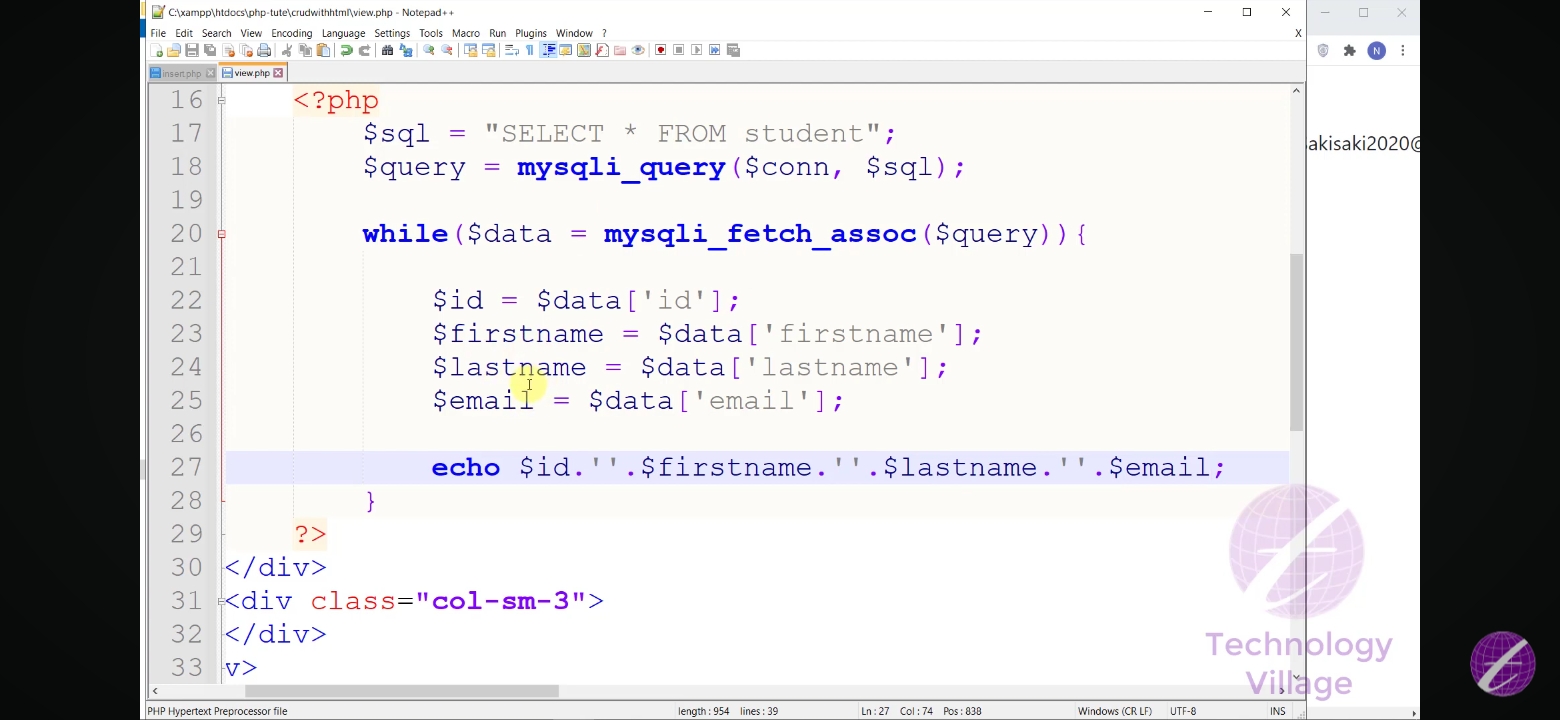 C:\xampp\htdocs\php-tute\crudwithhtml\view.php - Notepad++
File Edit Search View Encoding Language Settings Tools Macro Run Plugins Window ? X
insert.php view.php
N
16 <?php
17 $sql = "SELECT * FROM student";
18 $query = mysqli_query($conn, $sql);
19
20 while($data = mysqli_fetch_assoc($query)){
21
22 $id = $data['id'];
23 $firstname = $data['firstname'];
24 $lastname = $data['lastname'];
25 $email = $data['email'];
26
27 echo $id.''.$firstname.''.$lastname.''.$email;
28 }
29 ?>
30 </div>
31 <div class="col-sm-3">
32 </div>
33 v>
akisaki2020@
Technology
Village
PHP Hypertext Preprocessor file length : 954 lines : 39 Ln : 27 Col : 74 Pos : 838 Windows (CR LF) UTF-8 INS